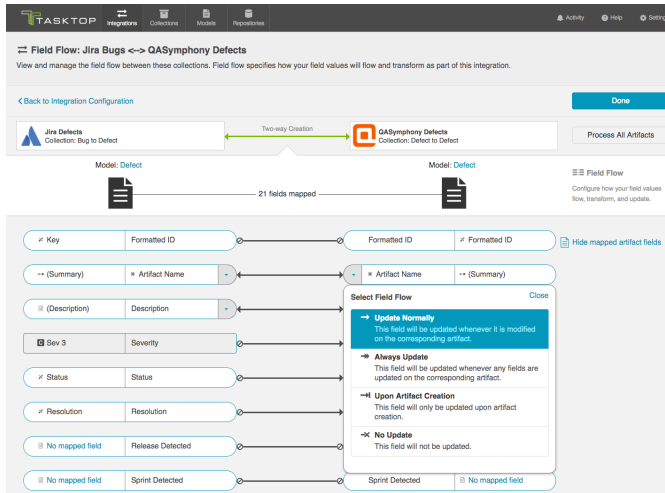 TASKTOP
Integrations
Collections
Models
Repositories
Activity
Help
Settings
Field Flow: Jira Bugs <--> QASymphony Defects
View and manage the field flow between these collections. Field flow specifies how your field values will flow and transform as part of this integration.
Back to Integration Configuration
Done
Jira Defects
Collection: Bug to Defect
Two-way Creation
QASymphony Defects
Collection: Defect to Defect
Process All Artifacts
Model: Defect
Model: Defect
21 fields mapped
Field Flow
Configure how your field values
flow, transform, and update.
Key Formatted ID Formatted ID Formatted ID
Hide mapped artifact fields
(Summary) Artifact Name Artifact Name (Summary)
(Description) Description
Select Field Flow Close
Update Normally
This field will be updated whenever it is modified
on the corresponding artifact.
C Sev 3 Severity
Always Update
This field will be updated whenever any fields are
updated on the corresponding artifact.
Status Status
Upon Artifact Creation
This field will only be updated upon artifact
creation.
Resolution Resolution
No Update
This field will not be updated.
No mapped field Release Detected
No mapped field Sprint Detected Sprint Detected No mapped field